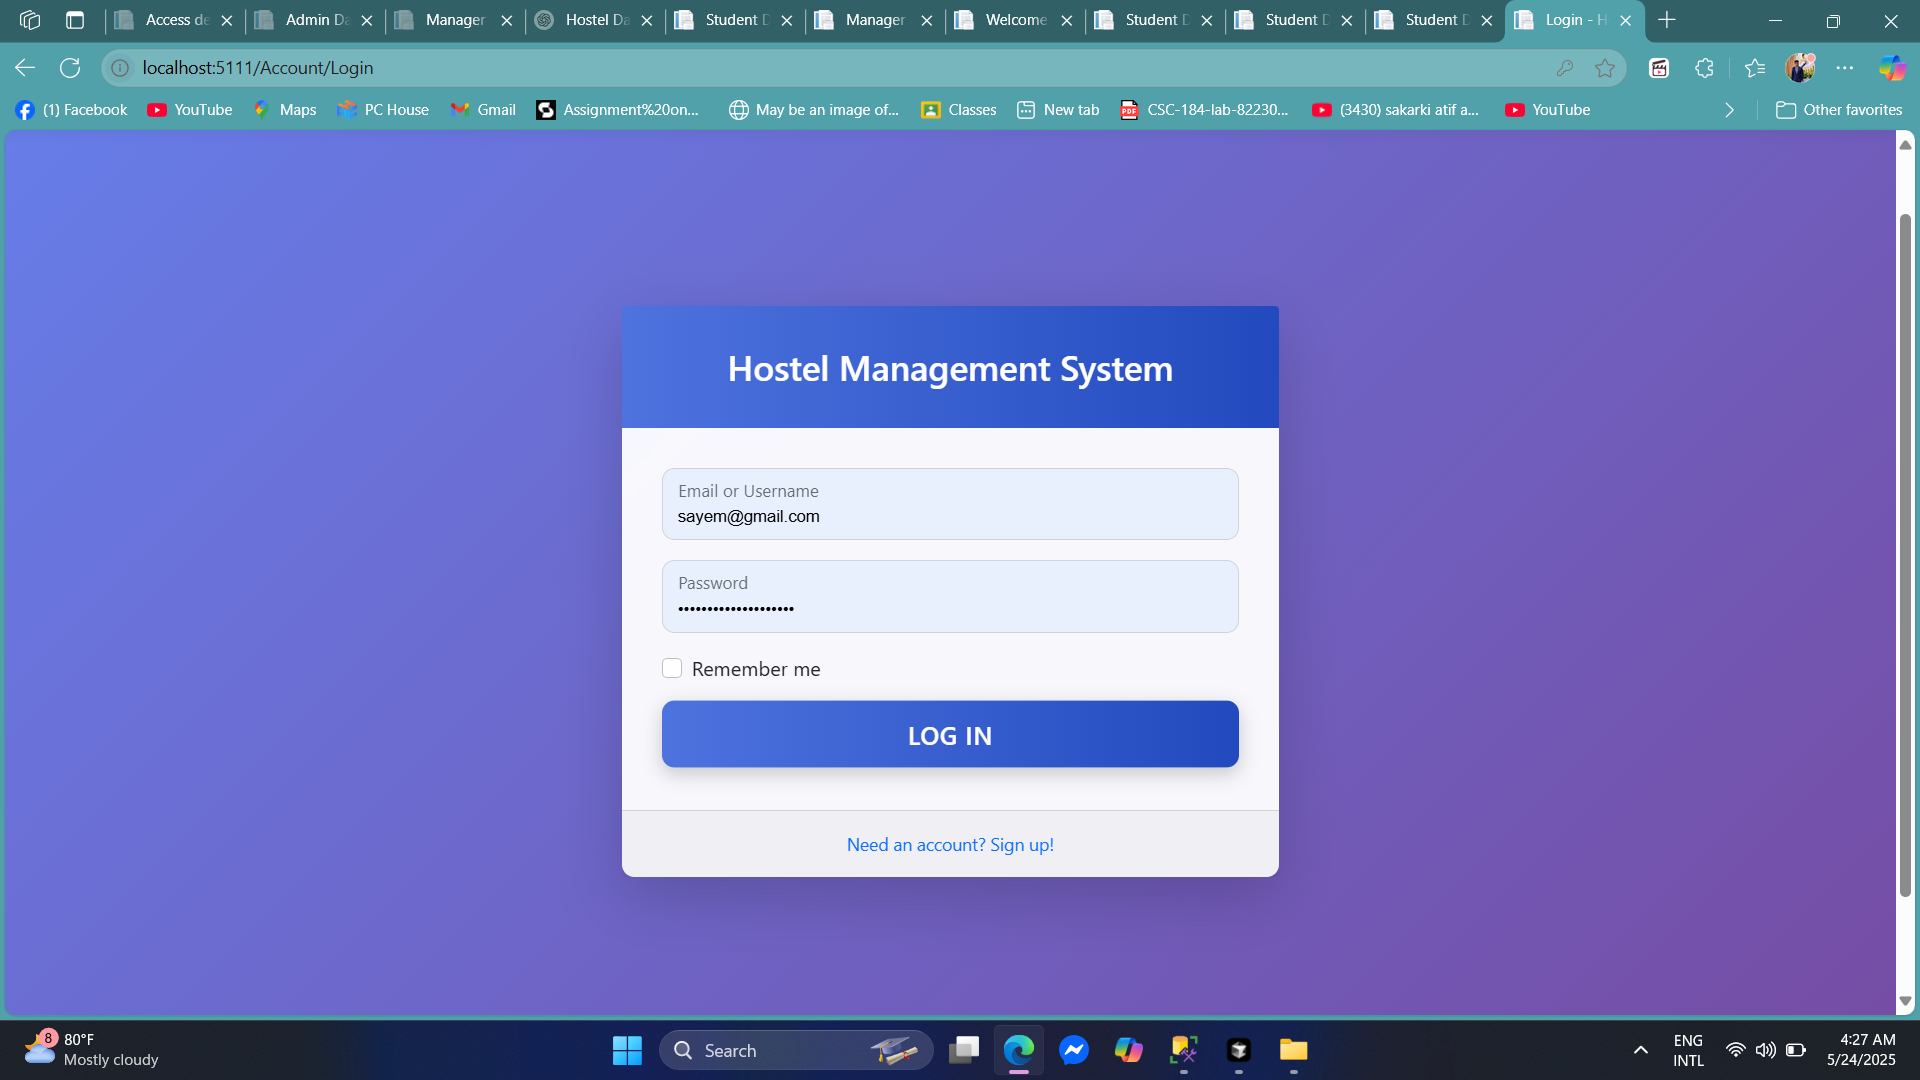 Access de
Admin Da
Manager
Hostel Da
Student D
Manager
Welcome
Student D
Student D
Student D
Login - H
localhost:5111/Account/Login
(1) Facebook
YouTube
Maps
PC House
Gmail
Assignment%20on...
May be an image of...
Classes
New tab
CSC-184-lab-82230...
(3430) sakarki atif a...
YouTube
Other favorites
Hostel Management System
Email or Username
sayem@gmail.com
Password
Remember me
LOG IN
Need an account? Sign up!
8
80°F
Mostly cloudy
Search
ENG
INTL
4:27 AM
5/24/2025